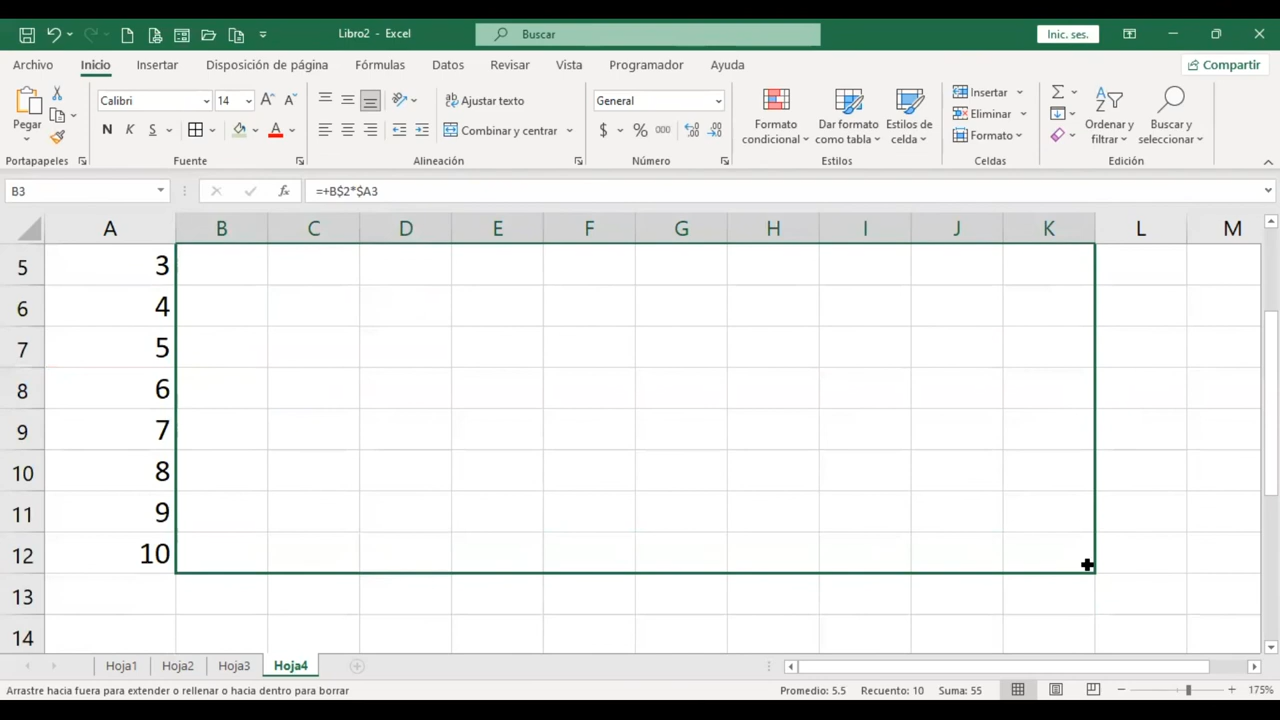 Libro2 - Excel
Buscar
Inic. ses.
Archivo
Inicio
Insertar
Disposición de página
Fórmulas
Datos
Revisar
Vista
Programador
Ayuda
Compartir
Pegar
Portapapeles
Calibri
14
N K S
Fuente
Ajustar texto
Combinar y centrar
Alineación
General
$ % 000
Número
Formato condicional
Dar formato como tabla
Estilos de celda
Estilos
Insertar
Eliminar
Formato
Celdas
Ordenar y filtrar
Buscar y seleccionar
Edición
B3
fx
=+B$2*$A3
A B C D E F G H I J K L M
5 3
6 4
7 5
8 6
9 7
10 8
11 9
12 10
13
14
Hoja1 Hoja2 Hoja3 Hoja4
Arrastre hacia fuera para extender o rellenar o hacia dentro para borrar
Promedio: 5.5 Recuento: 10 Suma: 55
175%